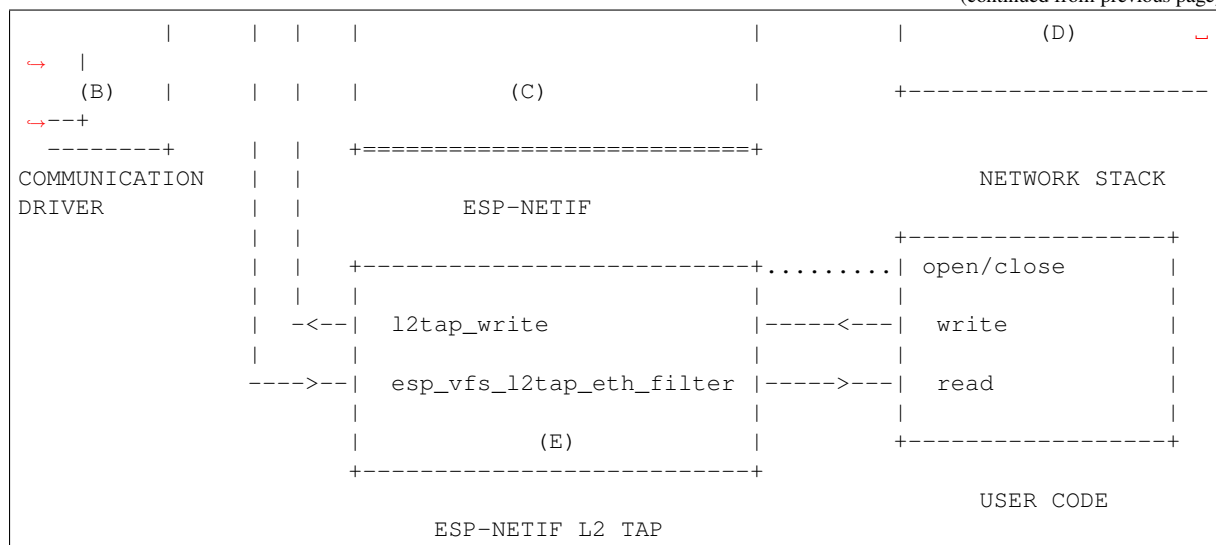 (continued from previous page)
          |     |  |   |                           |         |         (D)         ␣
↪   |
    (B)   |     |  |   |          (C)              |         +---------------------
↪--+
  --------+     |  |   +===========================+
COMMUNICATION   |  |                                               NETWORK STACK
DRIVER          |  |           ESP-NETIF
                |  |                                         +------------------+
                |  |   +---------------------------+.........| open/close       |
                |  |   |                           |         |                  |
                |  -<--|  l2tap_write              |-----<---|  write           |
                |      |                           |         |                  |
                ---->--|  esp_vfs_l2tap_eth_filter |----->---|  read            |
                       |                           |         |                  |
                       |            (E)            |         +------------------+
                       +---------------------------+
                                                                   USER CODE
                             ESP-NETIF L2 TAP